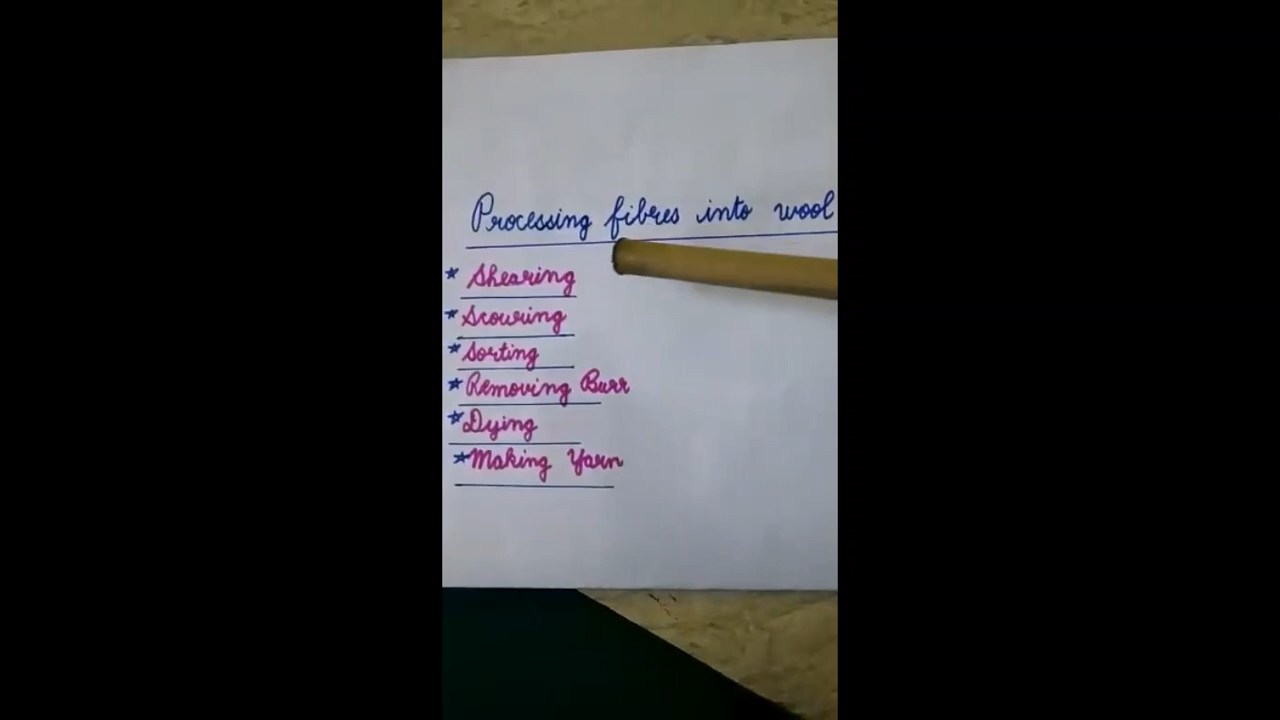 Processing fibres into wool
* Shearing
* Scouring
* Sorting
* Removing Burr
* Dying
* Making Yarn